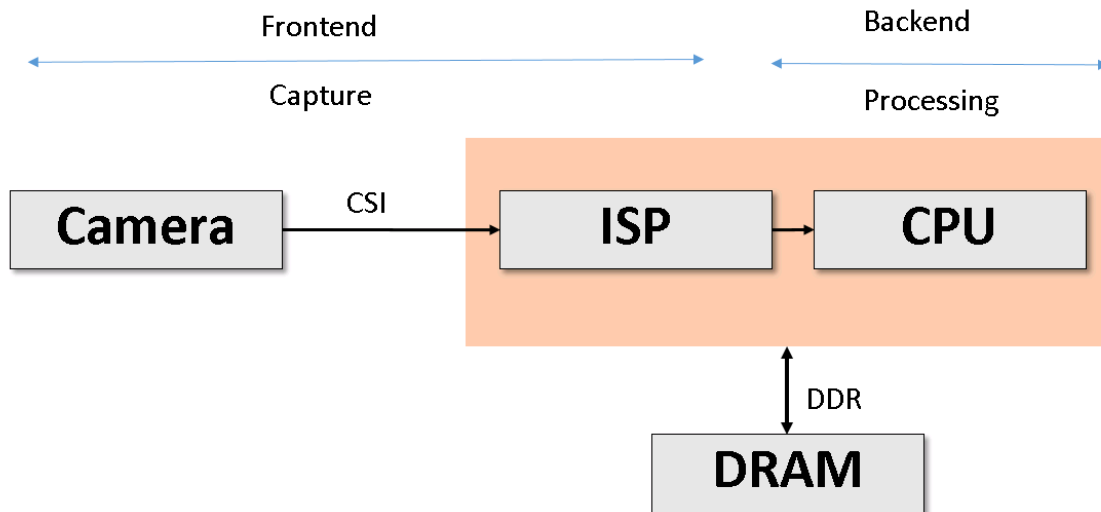 Frontend
Backend
Capture
Processing
Camera
CSI
ISP
CPU
DDR
DRAM